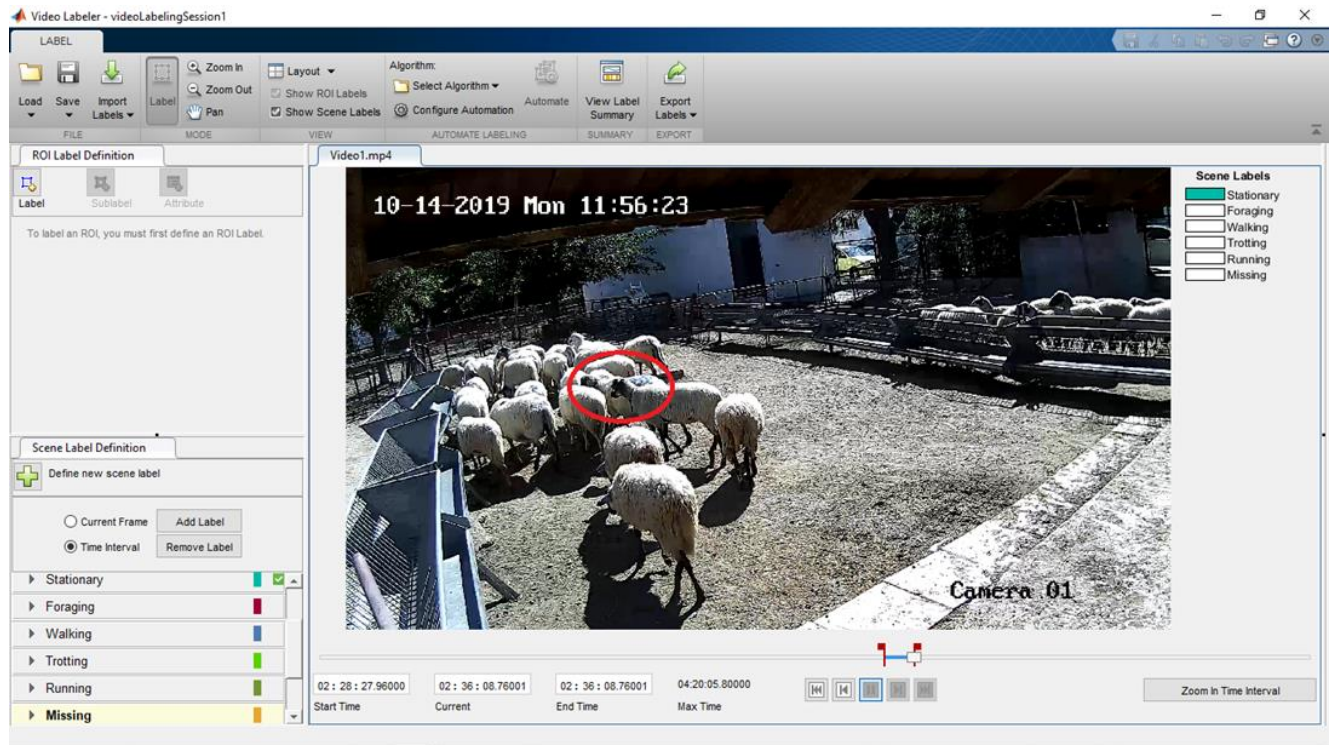 Video Labeler - videoLabelingSession1
LABEL
Load
Save
Import Labels
Label
Zoom In
Zoom Out
Pan
Layout
Show ROI Labels
Show Scene Labels
Algorithm:
Select Algorithm
Configure Automation
Automate
View Label Summary
Export Labels
FILE
MODE
VIEW
AUTOMATE LABELING
SUMMARY
EXPORT
ROI Label Definition
Label
Sublabel
Attribute
To label an ROI, you must first define an ROI Label.
Scene Label Definition
Define new scene label
Current Frame
Add Label
Time Interval
Remove Label
Stationary
Foraging
Walking
Trotting
Running
Missing
Video1.mp4
10-14-2019 Mon 11:56:23
Camera 01
Scene Labels
Stationary
Foraging
Walking
Trotting
Running
Missing
02 : 28 : 27.96000
02 : 36 : 08.76001
02 : 36 : 08.76001
04:20:05.80000
Start Time
Current
End Time
Max Time
Zoom In Time Interval